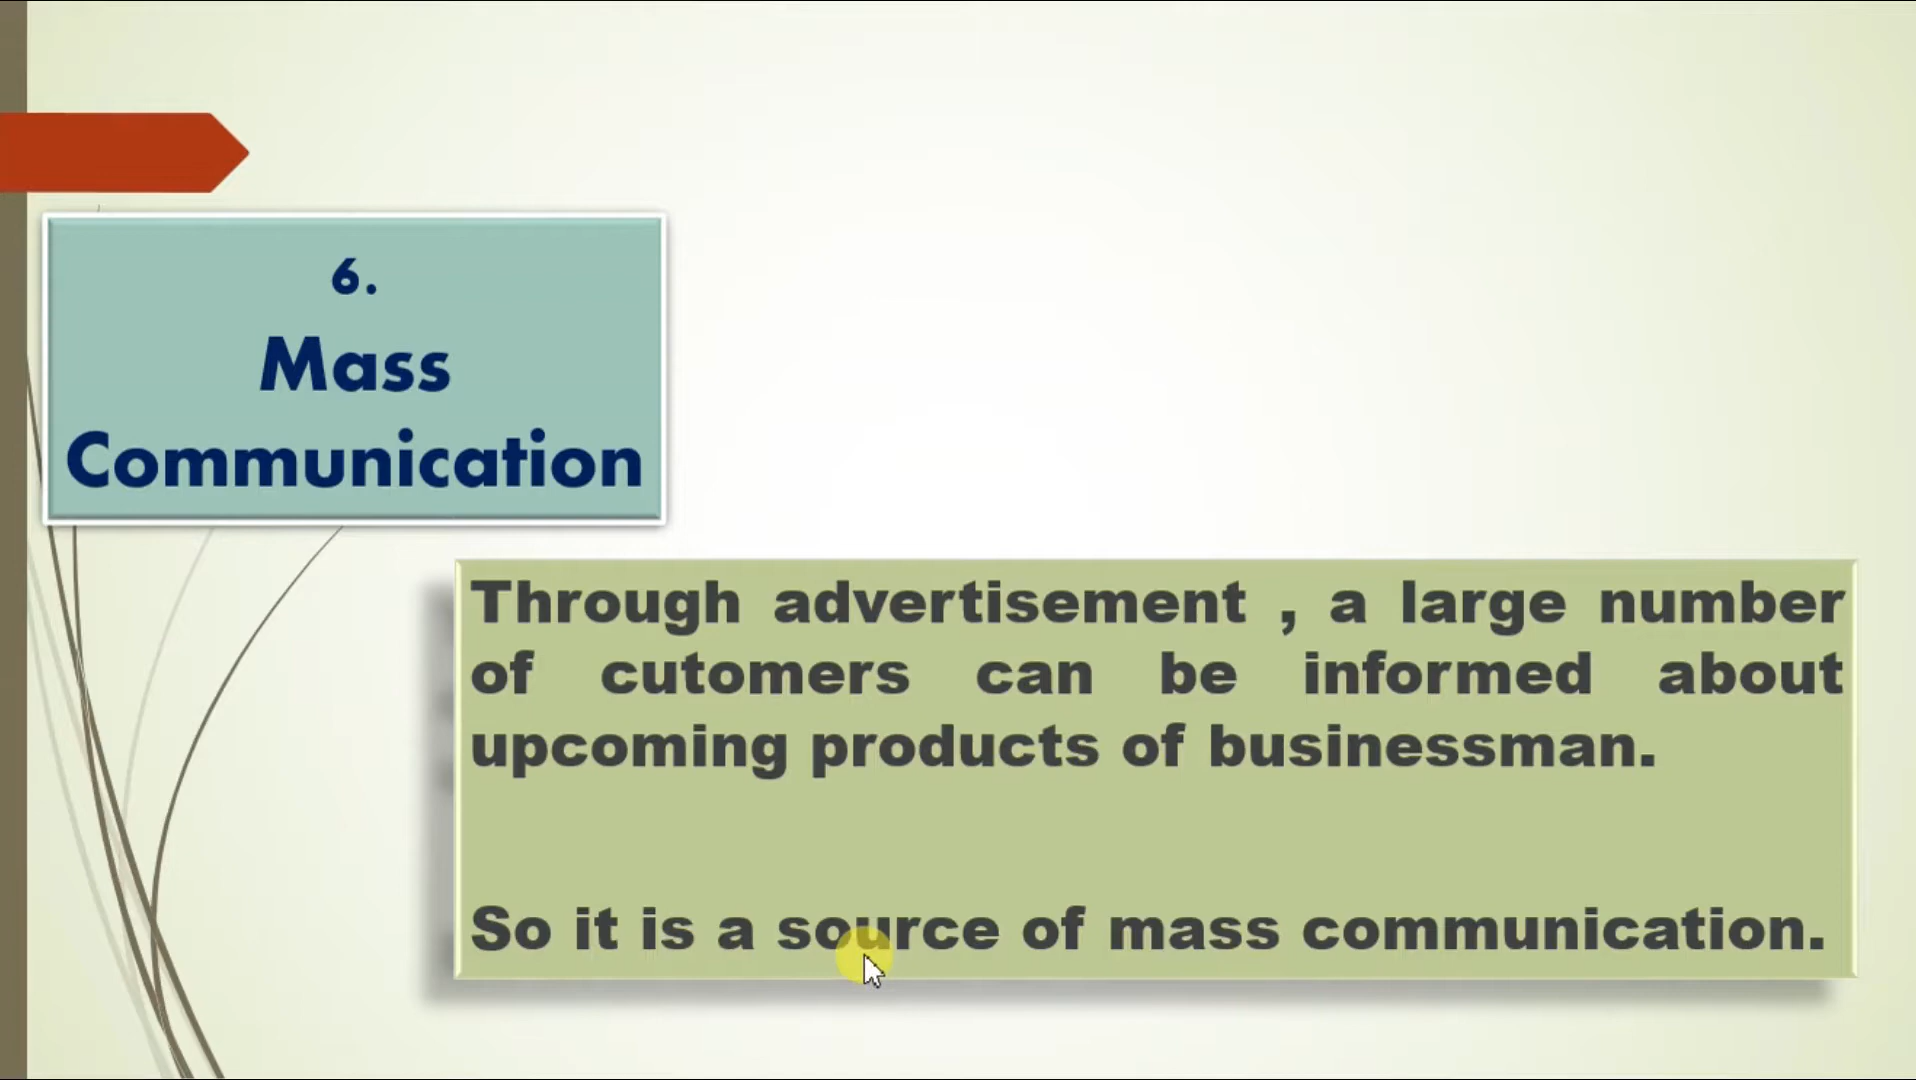 6.
Mass
Communication
Through advertisement , a large number
of cutomers can be informed about
upcoming products of businessman.
So it is a source of mass communication.